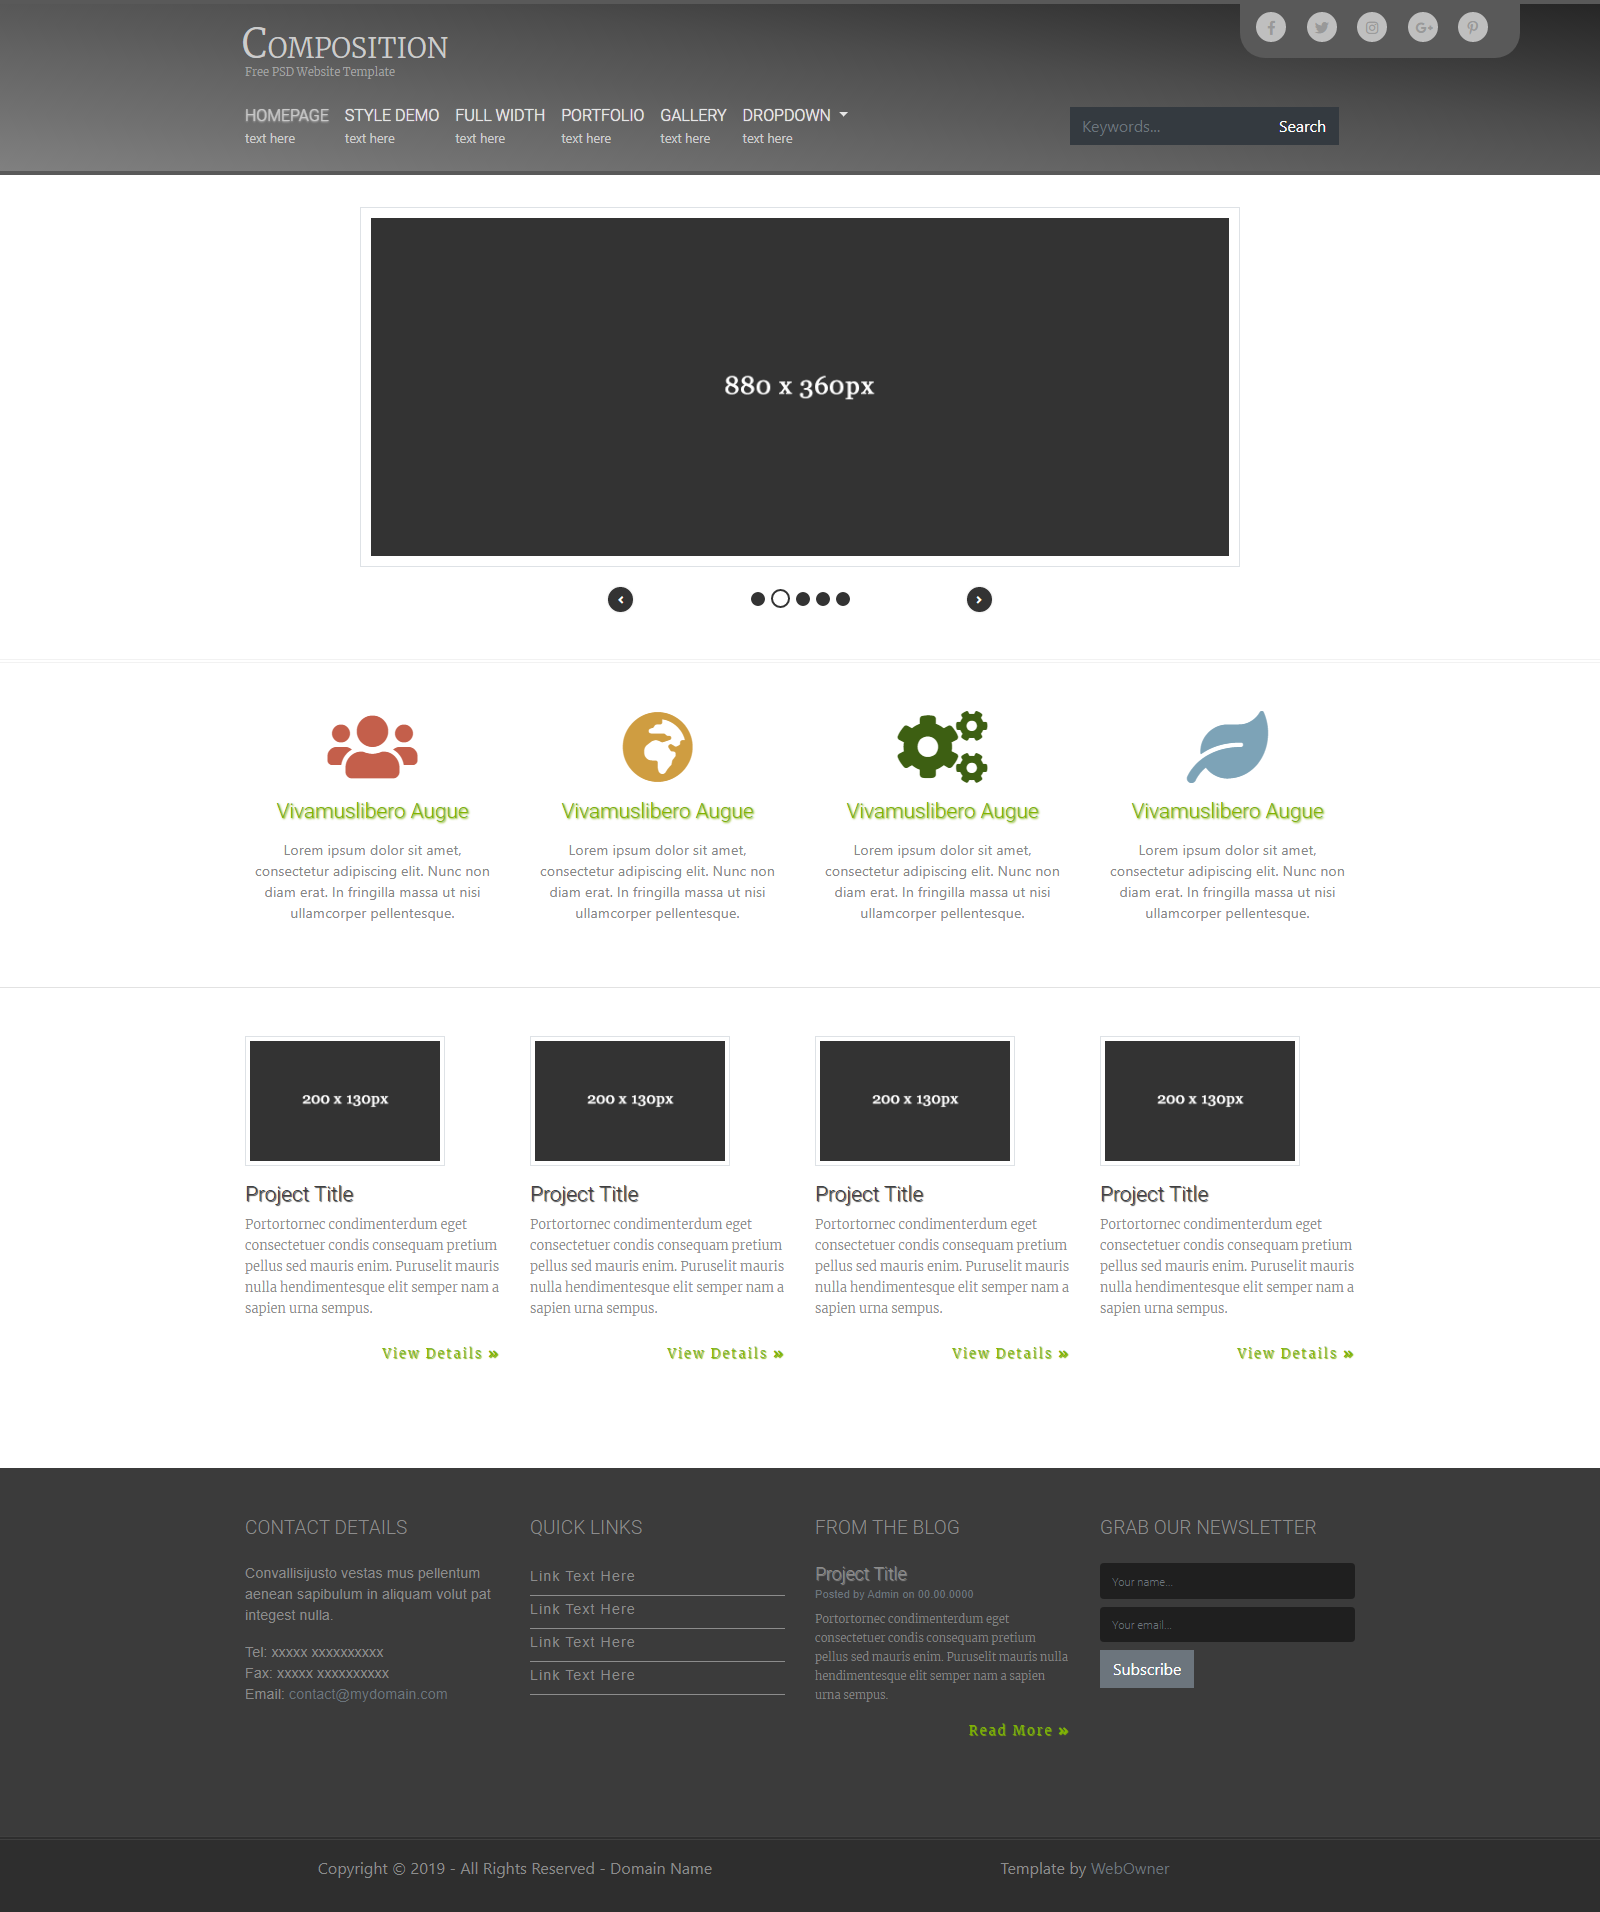 COMPOSITION
Free PSD Website Template
HOMEPAGE STYLE DEMO FULL WIDTH PORTFOLIO GALLERY DROPDOWN
text here text here text here text here text here text here
Keywords... Search
880 x 360px
Vivamuslibero Augue
Lorem ipsum dolor sit amet,
consectetur adipiscing elit. Nunc non
diam erat. In fringilla massa ut nisi
ullamcorper pellentesque.
Vivamuslibero Augue
Lorem ipsum dolor sit amet,
consectetur adipiscing elit. Nunc non
diam erat. In fringilla massa ut nisi
ullamcorper pellentesque.
Vivamuslibero Augue
Lorem ipsum dolor sit amet,
consectetur adipiscing elit. Nunc non
diam erat. In fringilla massa ut nisi
ullamcorper pellentesque.
Vivamuslibero Augue
Lorem ipsum dolor sit amet,
consectetur adipiscing elit. Nunc non
diam erat. In fringilla massa ut nisi
ullamcorper pellentesque.
200 x 130px
Project Title
Portortornec condimenterdum eget
consectetuer condis consequam pretium
pellus sed mauris enim. Puruselit mauris
nulla hendimentesque elit semper nam a
sapien urna sempus.
View Details »
200 x 130px
Project Title
Portortornec condimenterdum eget
consectetuer condis consequam pretium
pellus sed mauris enim. Puruselit mauris
nulla hendimentesque elit semper nam a
sapien urna sempus.
View Details »
200 x 130px
Project Title
Portortornec condimenterdum eget
consectetuer condis consequam pretium
pellus sed mauris enim. Puruselit mauris
nulla hendimentesque elit semper nam a
sapien urna sempus.
View Details »
200 x 130px
Project Title
Portortornec condimenterdum eget
consectetuer condis consequam pretium
pellus sed mauris enim. Puruselit mauris
nulla hendimentesque elit semper nam a
sapien urna sempus.
View Details »
CONTACT DETAILS
Convallisijusto vestas mus pellentum
aenean sapibulum in aliquam volut pat
integest nulla.
Tel: xxxxx xxxxxxxxxx
Fax: xxxxx xxxxxxxxxx
Email: contact@mydomain.com
QUICK LINKS
Link Text Here
Link Text Here
Link Text Here
Link Text Here
FROM THE BLOG
Project Title
Posted by Admin on 00.00.0000
Portortornec condimenterdum eget
consectetuer condis consequam pretium
pellus sed mauris enim. Puruselit mauris nulla
hendimentesque elit semper nam a sapien
urna sempus.
Read More »
GRAB OUR NEWSLETTER
Your name...
Your email...
Subscribe
Copyright © 2019 - All Rights Reserved - Domain Name
Template by WebOwner